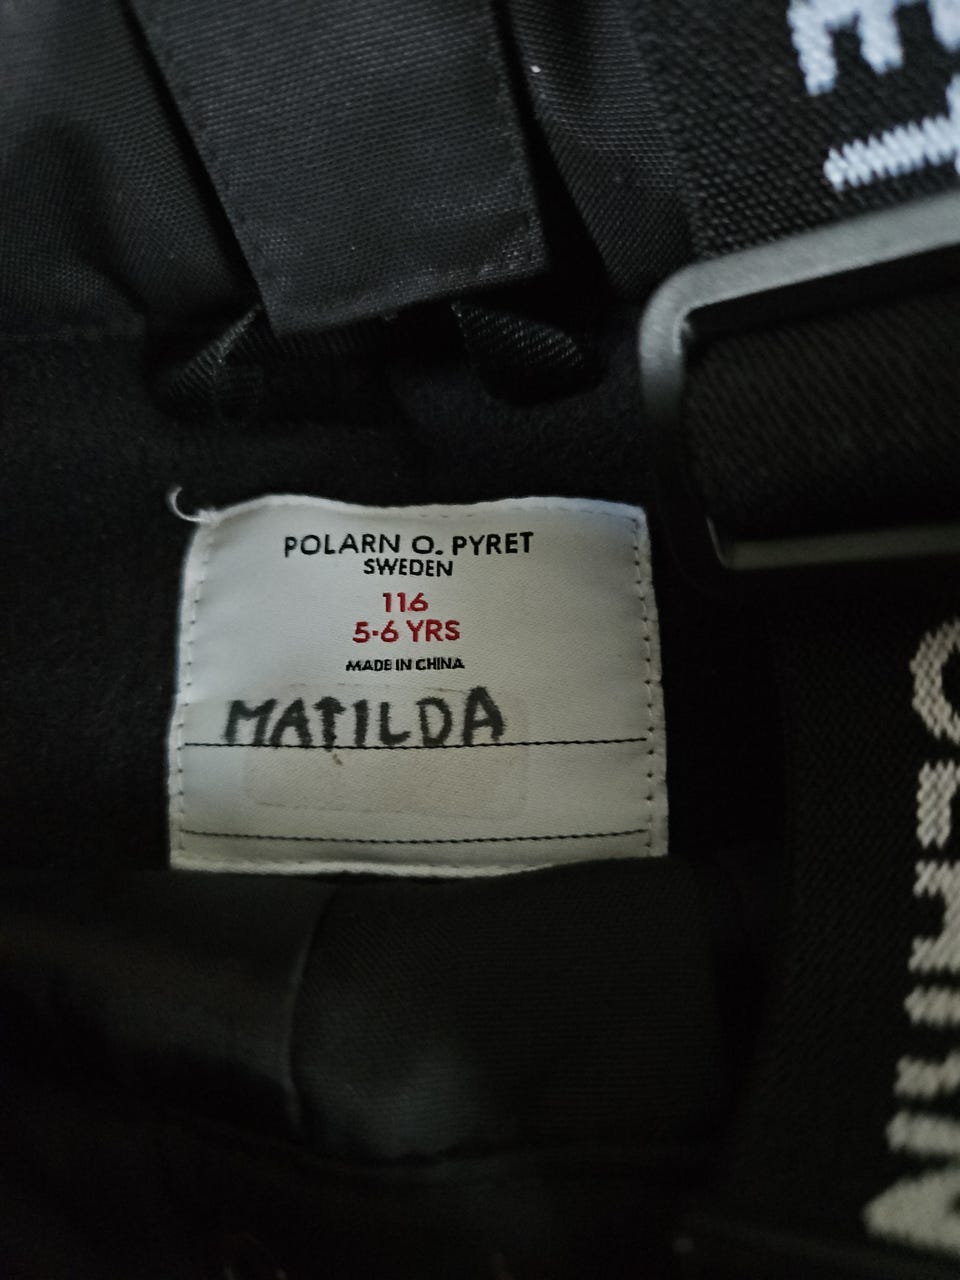 POLARN O. PYRET
SWEDEN
116
5-6 YRS
MADE IN CHINA
MATILDA